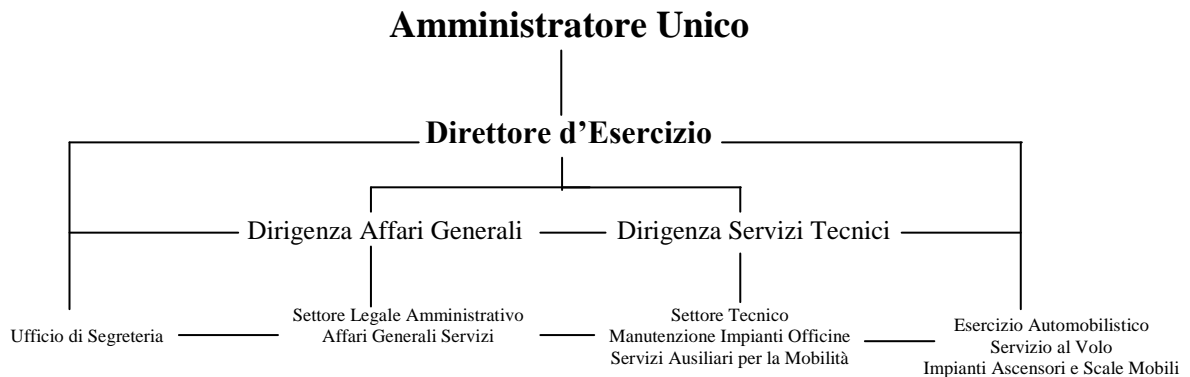 Amministratore Unico
Direttore d’Esercizio
Dirigenza Affari Generali
Dirigenza Servizi Tecnici
Ufficio di Segreteria
Settore Legale Amministrativo
Affari Generali Servizi
Settore Tecnico
Manutenzione Impianti Officine
Servizi Ausiliari per la Mobilità
Esercizio Automobilistico
Servizio al Volo
Impianti Ascensori e Scale Mobili